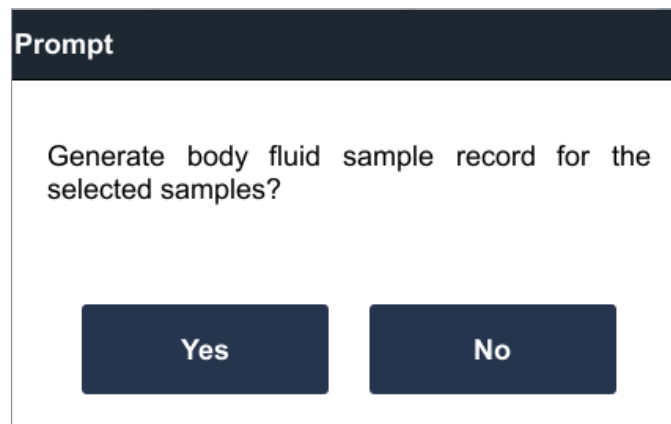 Prompt
Generate body fluid sample record for the
selected samples?
Yes
No